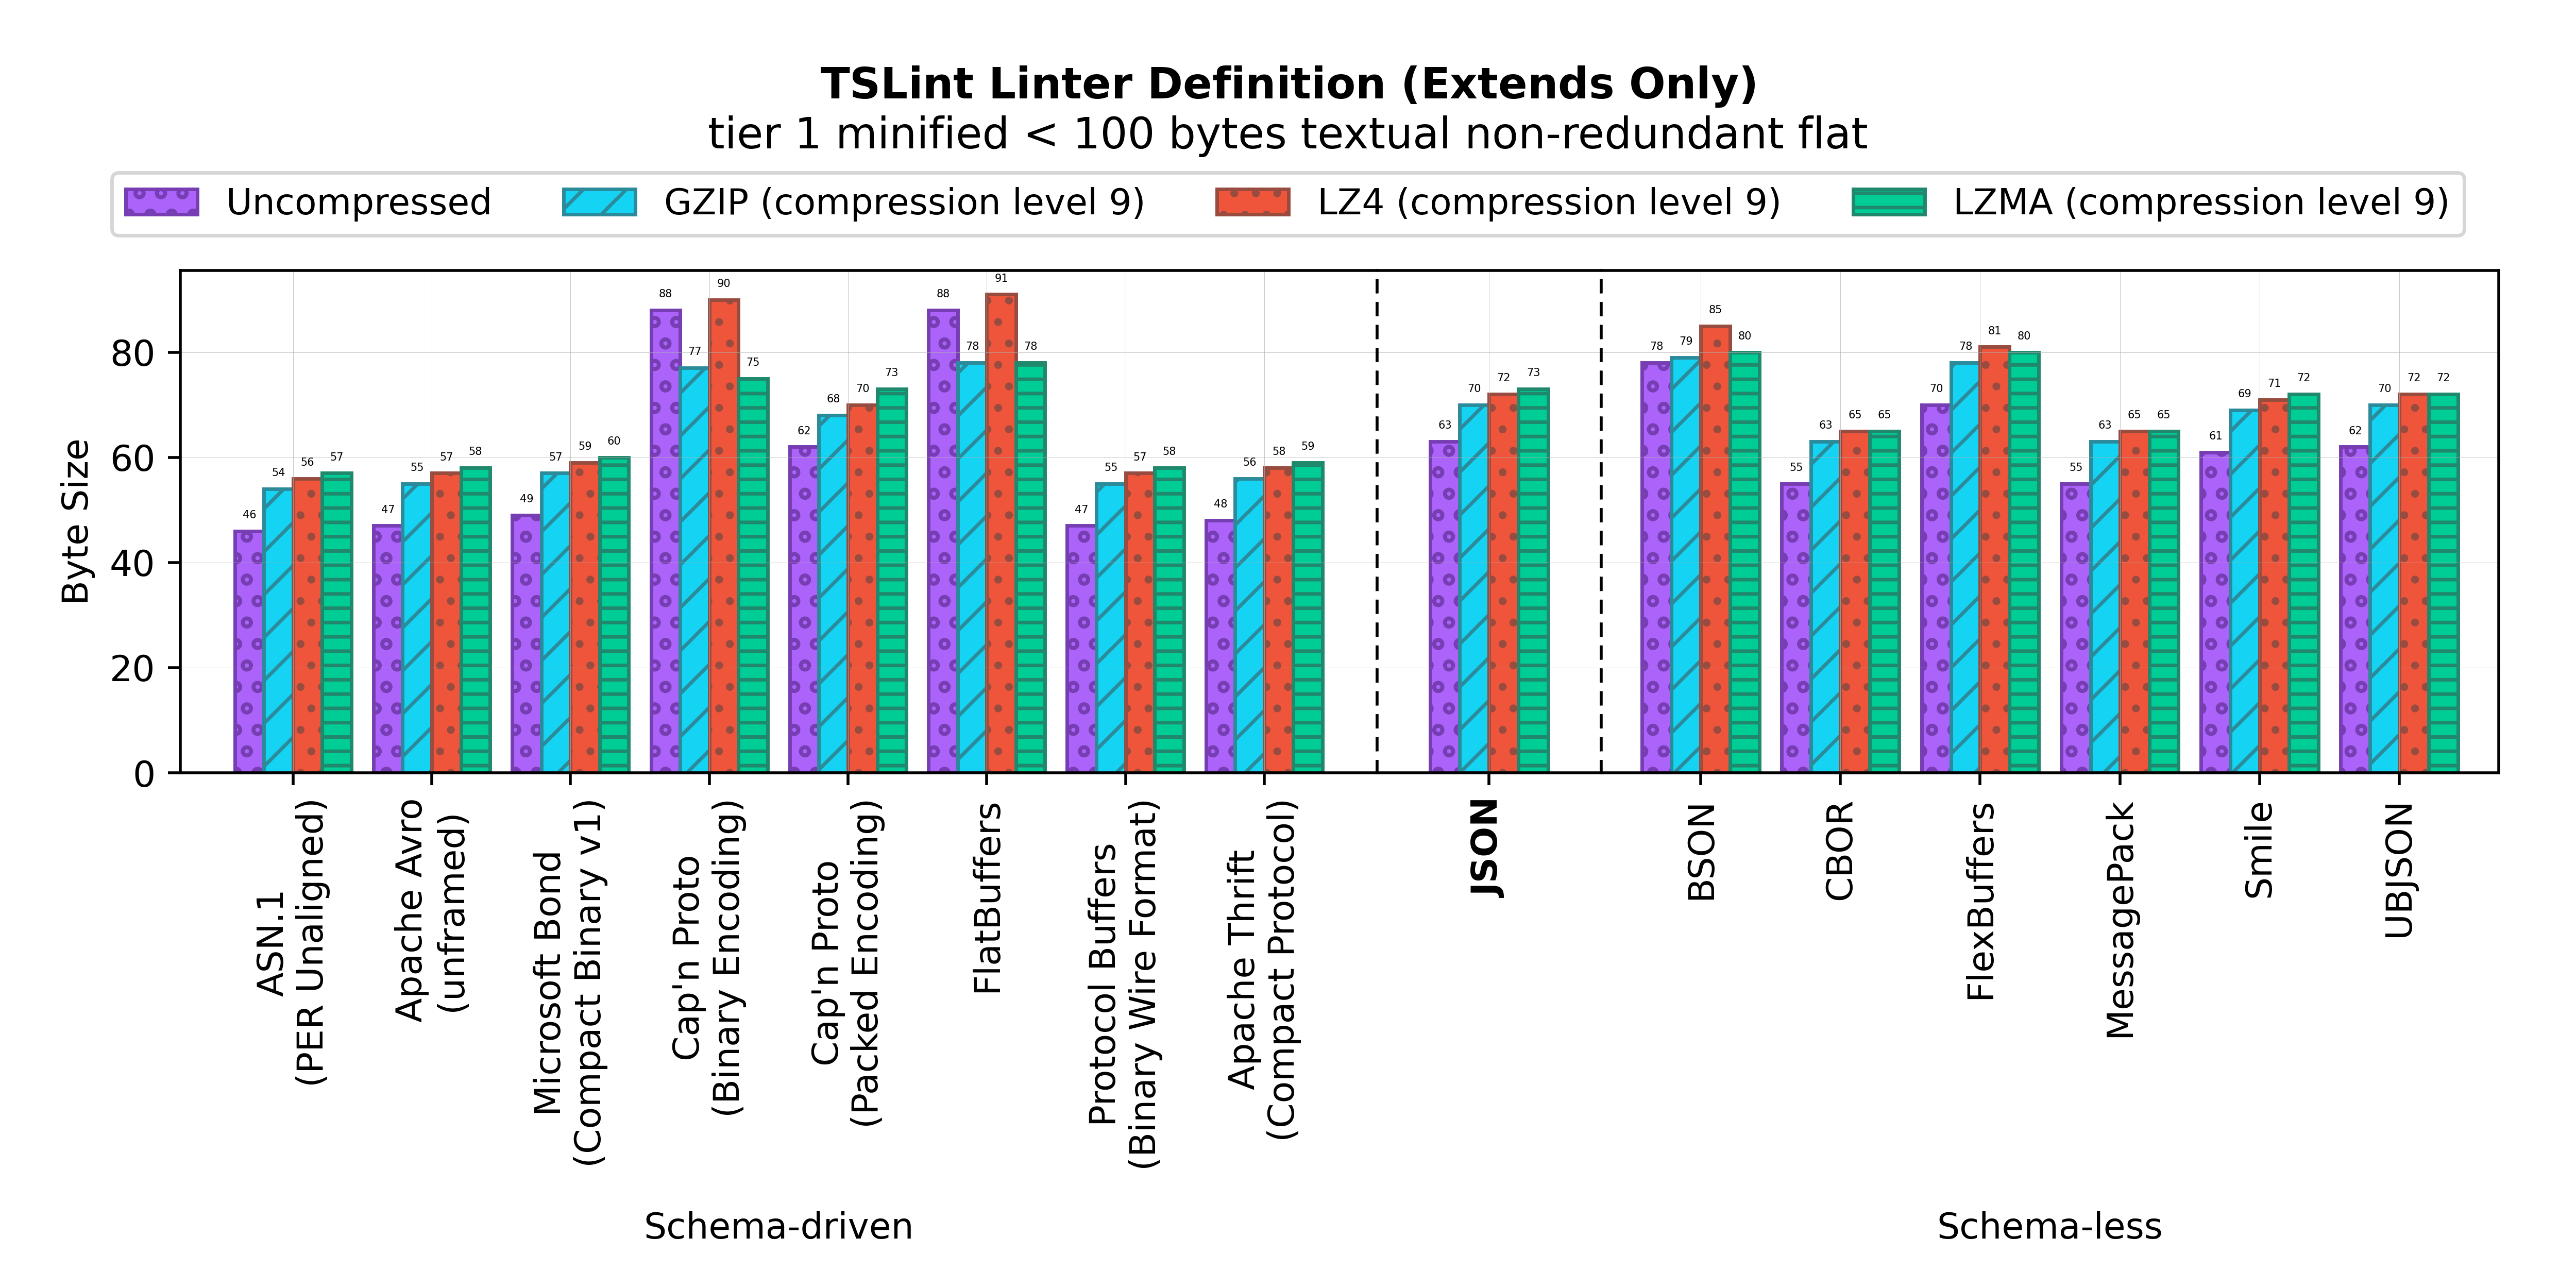 TSLint Linter Definition (Extends Only)
tier 1 minified < 100 bytes textual non-redundant flat
Uncompressed
GZIP (compression level 9)
LZ4 (compression level 9)
LZMA (compression level 9)
Byte Size
80
60
40
20
0
46 54 56 57
47 55 57 58
49 57 59 60
88 77 90 75
62 68 70 73
88 78 91 78
47 55 57 58
48 56 58 59
63 70 72 73
78 79 85 80
55 63 65 65
70 78 81 80
55 63 65 65
61 69 71 72
62 70 72 72
ASN.1
(PER Unaligned)
Apache Avro
(unframed)
Microsoft Bond
(Compact Binary v1)
Cap'n Proto
(Binary Encoding)
Cap'n Proto
(Packed Encoding)
FlatBuffers
Protocol Buffers
(Binary Wire Format)
Apache Thrift
(Compact Protocol)
JSON
BSON
CBOR
FlexBuffers
MessagePack
Smile
UBJSON
Schema-driven
Schema-less